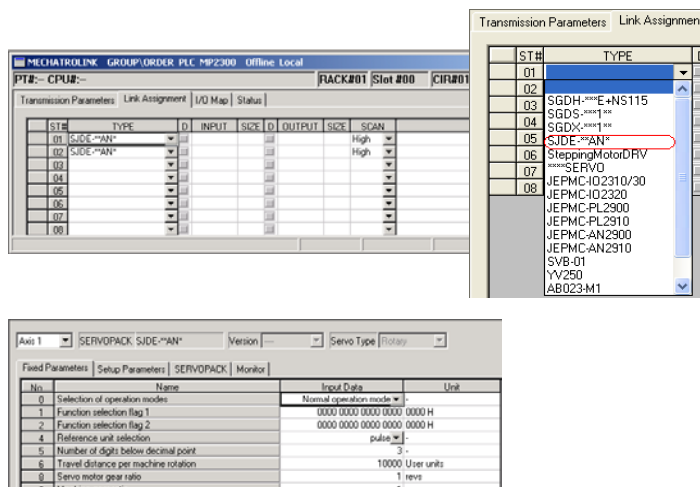 MECHATROLINK GROUP\ORDER PLC MP2300 Offline Local
PT#:– CPU#:–
RACK#01 Slot #00 CIR#01
Transmission Parameters Link Assignment I/O Map Status
ST# TYPE D INPUT SIZE D OUTPUT SIZE SCAN
01 SJDE-**AN* High
02 SJDE-**AN* High
03
04
05
06
07
08
Transmission Parameters Link Assignmen
ST# TYPE
01
02
03
04
05
06
07
08
SGDH-***E+NS115
SGDS-***1**
SGDX-***1**
SJDE-**AN*
SteppingMotorDRV
****SERVO
JEPMC-IO2310/30
JEPMC-IO2320
JEPMC-PL2900
JEPMC-PL2910
JEPMC-AN2900
JEPMC-AN2910
SVB-01
YV250
AB023-M1
Axis 1 SERVOPACK SJDE-**AN* Version ---- Servo Type Rotary
Fixed Parameters Setup Parameters SERVOPACK Monitor
No. Name Input Data Unit
0 Selection of operation modes Normal operation mode -
1 Function selection flag 1 0000 0000 0000 0000 0000 H
2 Function selection flag 2 0000 0000 0000 0000 0000 H
4 Reference unit selection pulse -
5 Number of digits below decimal point 3 -
6 Travel distance per machine rotation 10000 User units
8 Servo motor gear ratio 1 revs